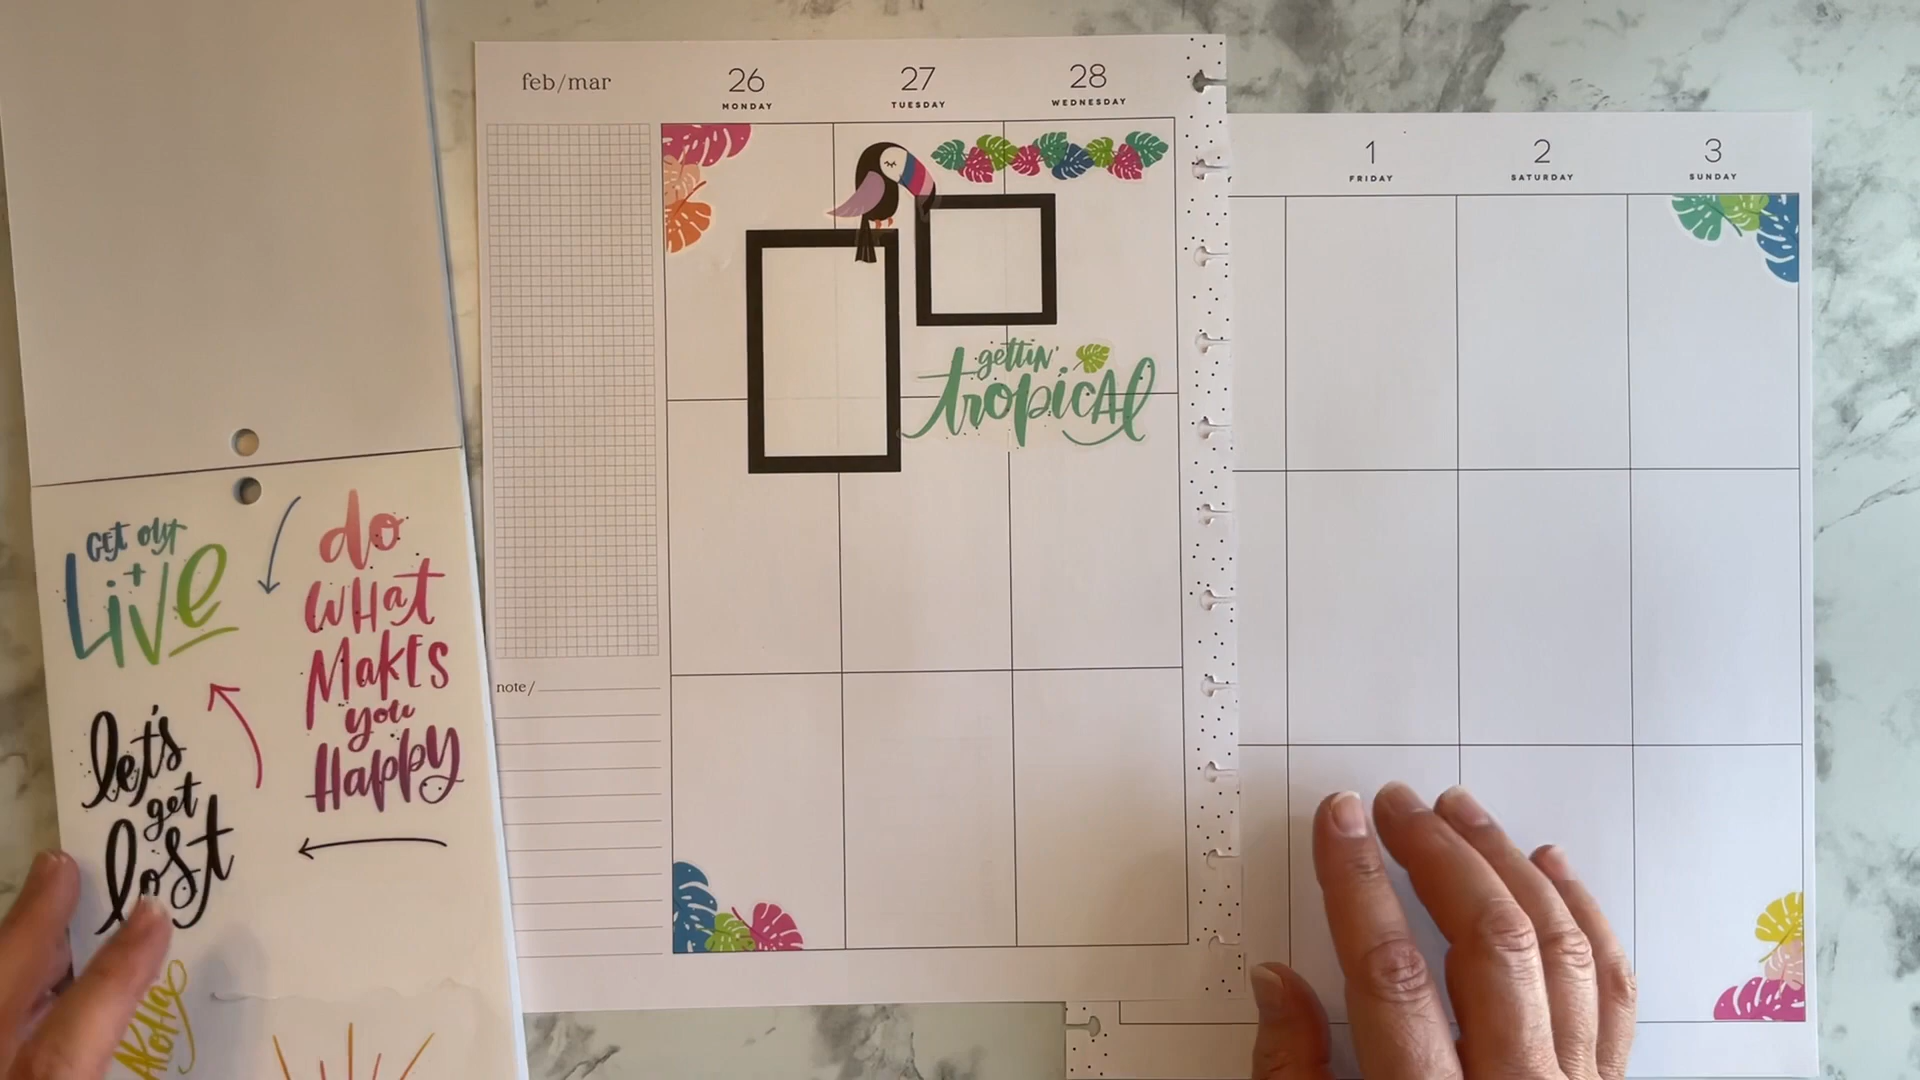 feb/mar
26
MONDAY
27
TUESDAY
28
WEDNESDAY
1
FRIDAY
2
SATURDAY
3
SUNDAY
gettin'
tropical
note/
GET OUT
+
LIVE
let's
get
lost
do
WHat
MakEs
you
Happy
Aloha